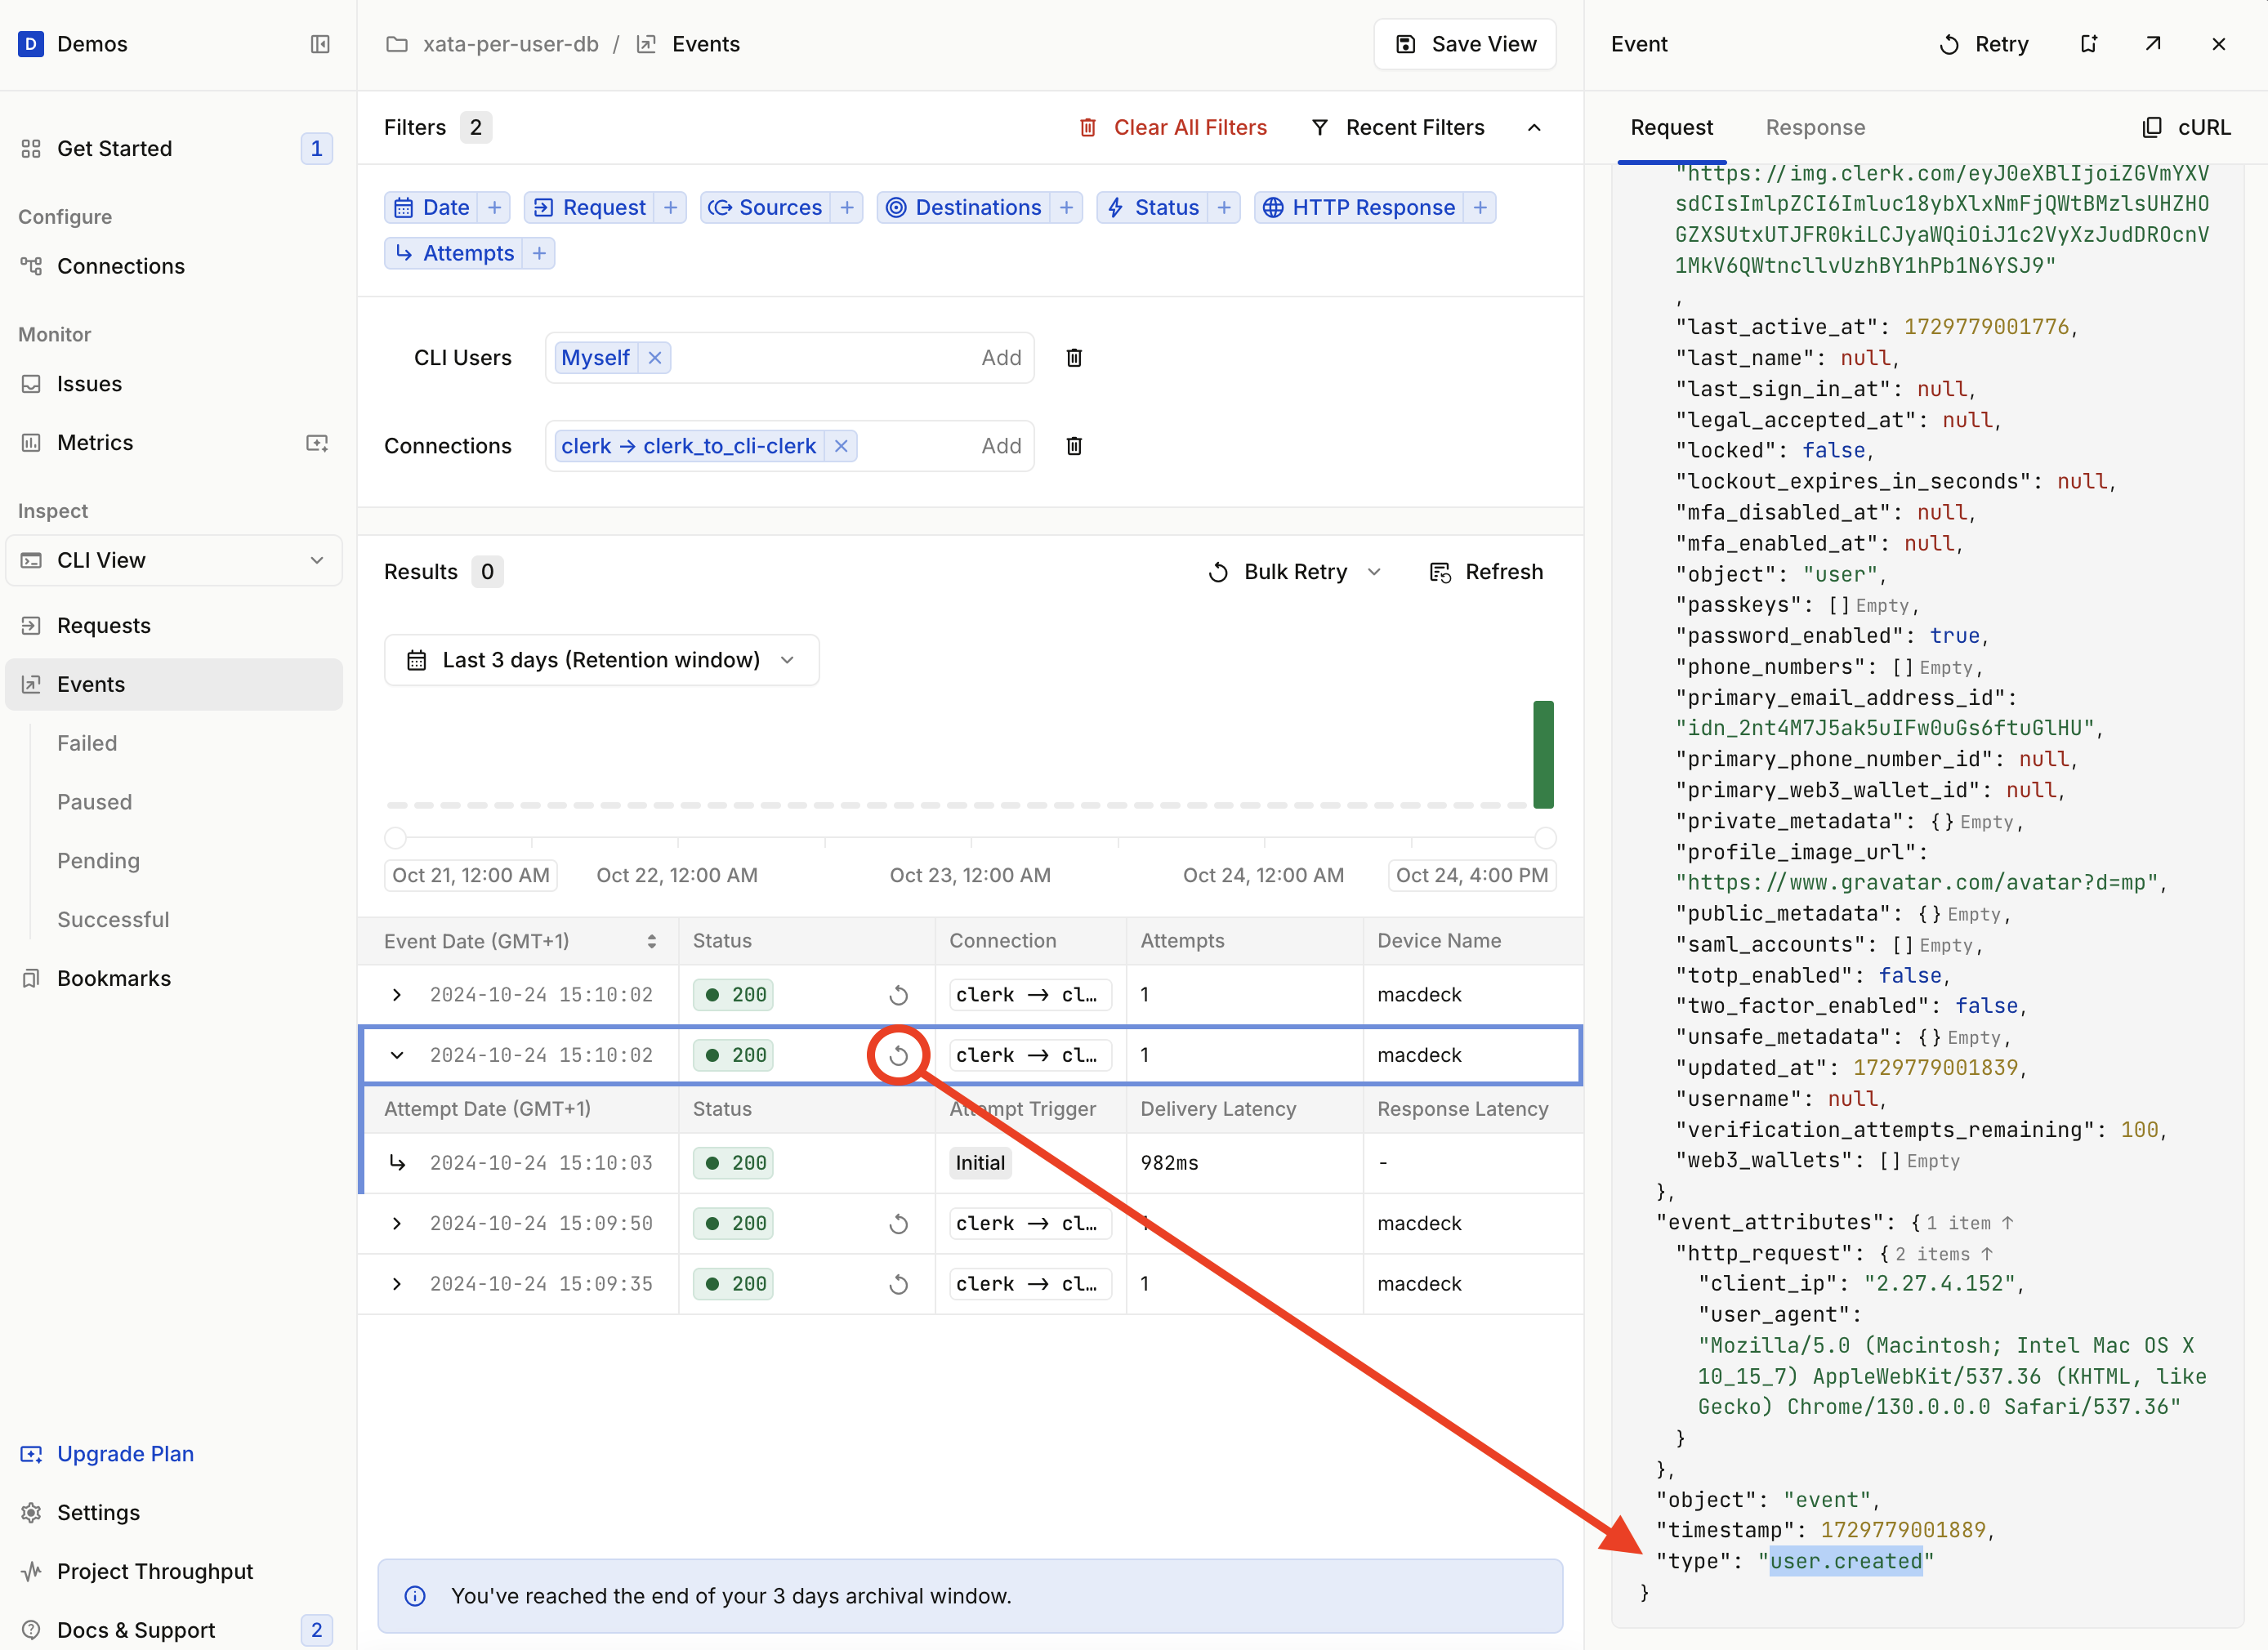 D Demos
Get Started 1
Configure
Connections
Monitor
Issues
Metrics
Inspect
CLI View
Requests
Events
Failed
Paused
Pending
Successful
Bookmarks
Upgrade Plan
Settings
Project Throughput
Docs & Support 2
xata-per-user-db / Events
Save View
Filters 2
Clear All Filters
Recent Filters
Date +
Request +
Sources +
Destinations +
Status +
HTTP Response +
Attempts +
CLI Users Myself × Add
Connections clerk → clerk_to_cli-clerk × Add
Results 0
Bulk Retry
Refresh
Last 3 days (Retention window)
Oct 21, 12:00 AM Oct 22, 12:00 AM Oct 23, 12:00 AM Oct 24, 12:00 AM Oct 24, 4:00 PM
Event Date (GMT+1) Status Connection Attempts Device Name
2024-10-24 15:10:02 200 clerk → cl… 1 macdeck
2024-10-24 15:10:02 200 clerk → cl… 1 macdeck
Attempt Date (GMT+1) Status Attempt Trigger Delivery Latency Response Latency
2024-10-24 15:10:03 200 Initial 982ms -
2024-10-24 15:09:50 200 clerk → cl… macdeck
2024-10-24 15:09:35 200 clerk → cl… 1 macdeck
You've reached the end of your 3 days archival window.
Event
Retry
Request
Response
cURL
"https://img.clerk.com/eyJ0eXBlIjoiZGVmYXV
sdCIsImlpZCI6Imluc18ybXlxNmFjQWtBMzlsUHZHO
GZXSUtxUTJFR0kiLCJyaWQiOiJ1c2VyXzJudDROcnV
1MkV6QWtncllvUzhBY1hPb1N6YSJ9"
,
"last_active_at": 1729779001776,
"last_name": null,
"last_sign_in_at": null,
"legal_accepted_at": null,
"locked": false,
"lockout_expires_in_seconds": null,
"mfa_disabled_at": null,
"mfa_enabled_at": null,
"object": "user",
"passkeys": [] Empty,
"password_enabled": true,
"phone_numbers": [] Empty,
"primary_email_address_id":
"idn_2nt4M7J5ak5uIFw0uGs6ftuGlHU",
"primary_phone_number_id": null,
"primary_web3_wallet_id": null,
"private_metadata": {} Empty,
"profile_image_url":
"https://www.gravatar.com/avatar?d=mp",
"public_metadata": {} Empty,
"saml_accounts": [] Empty,
"totp_enabled": false,
"two_factor_enabled": false,
"unsafe_metadata": {} Empty,
"updated_at": 1729779001839,
"username": null,
"verification_attempts_remaining": 100,
"web3_wallets": [] Empty
},
"event_attributes": { 1 item ↑
"http_request": { 2 items ↑
"client_ip": "2.27.4.152",
"user_agent":
"Mozilla/5.0 (Macintosh; Intel Mac OS X
10_15_7) AppleWebKit/537.36 (KHTML, like
Gecko) Chrome/130.0.0.0 Safari/537.36"
}
},
"object": "event",
"timestamp": 1729779001889,
"type": "user.created"
}